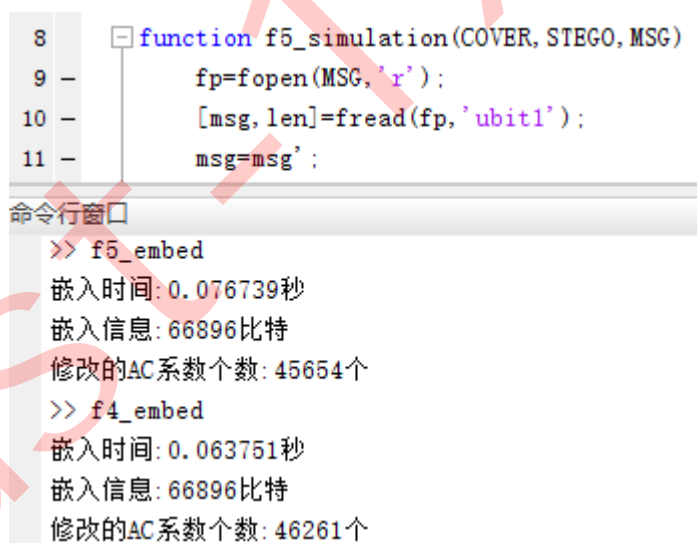 8 function f5_simulation(COVER,STEGO,MSG)
9 — fp=fopen(MSG,'r');
10 — [msg,len]=fread(fp,'ubit1');
11 — msg=msg';
命令行窗口
>> f5_embed
嵌入时间:0.076739秒
嵌入信息:66896比特
修改的AC系数个数:45654个
>> f4_embed
嵌入时间:0.063751秒
嵌入信息:66896比特
修改的AC系数个数:46261个